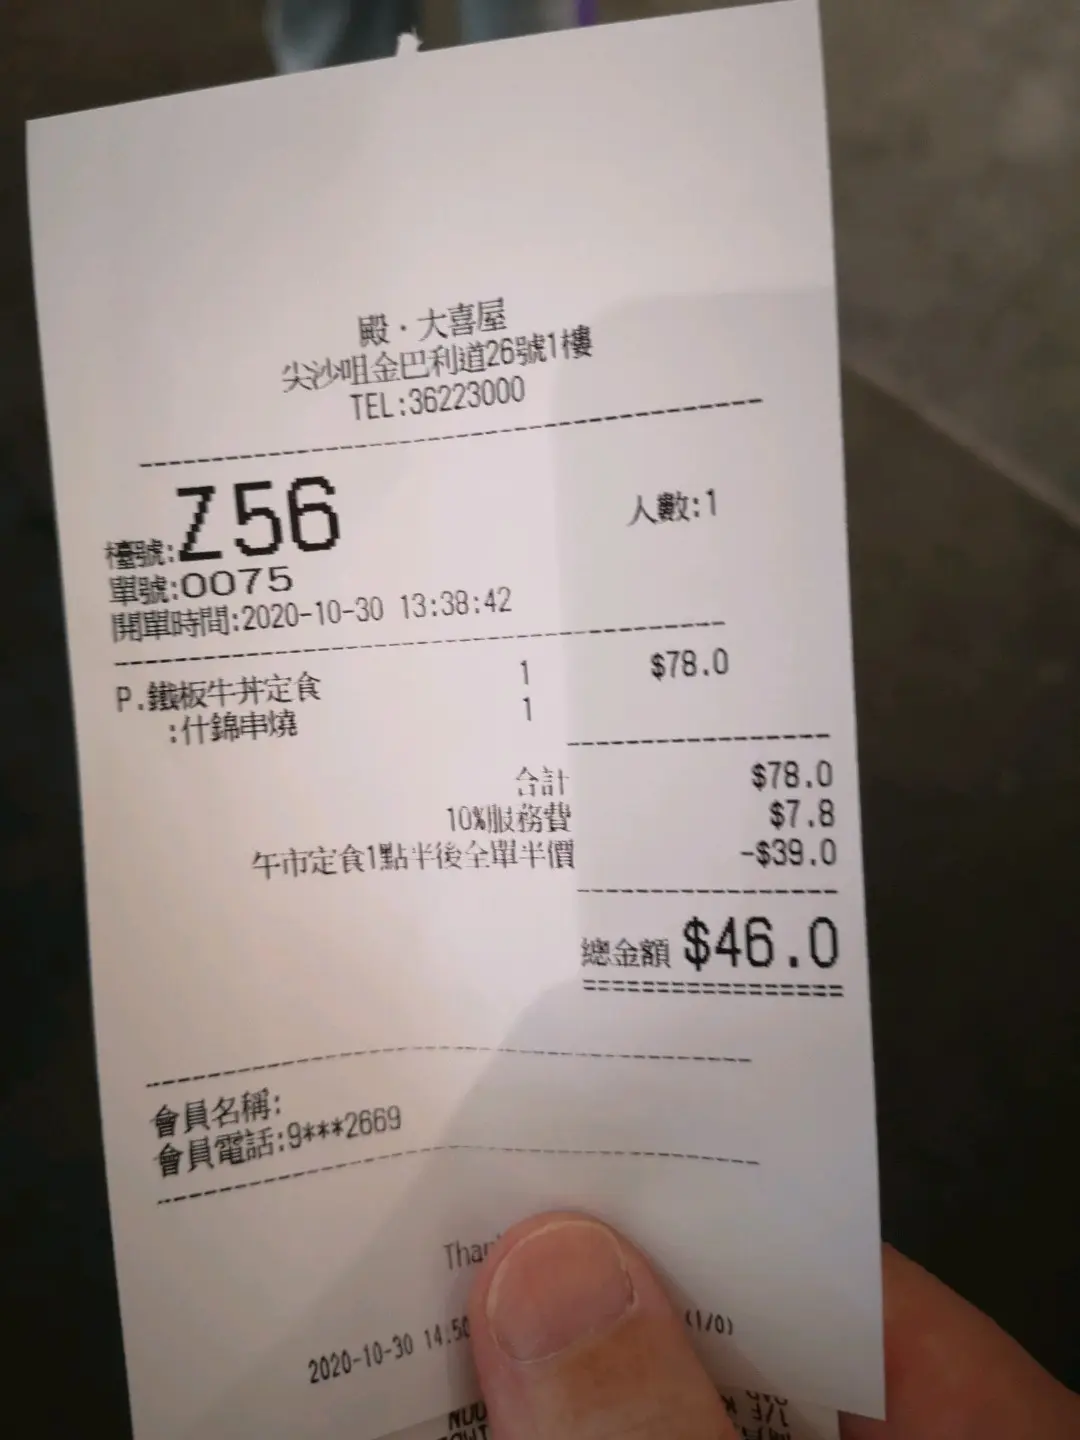 殿·大喜屋
尖沙咀金巴利道26號1樓
TEL:36223000
檯號:Z56 人數:1
單號:0075
開單時間:2020-10-30 13:38:42
P.鐵板牛丼定食 1 $78.0
:什錦串燒 1
合計 $78.0
10%服務費 $7.8
午市定食1點半後全單半價 -$39.0
總金額 $46.0
會員名稱:
會員電話:9***2669
2020-10-30 (1/0)